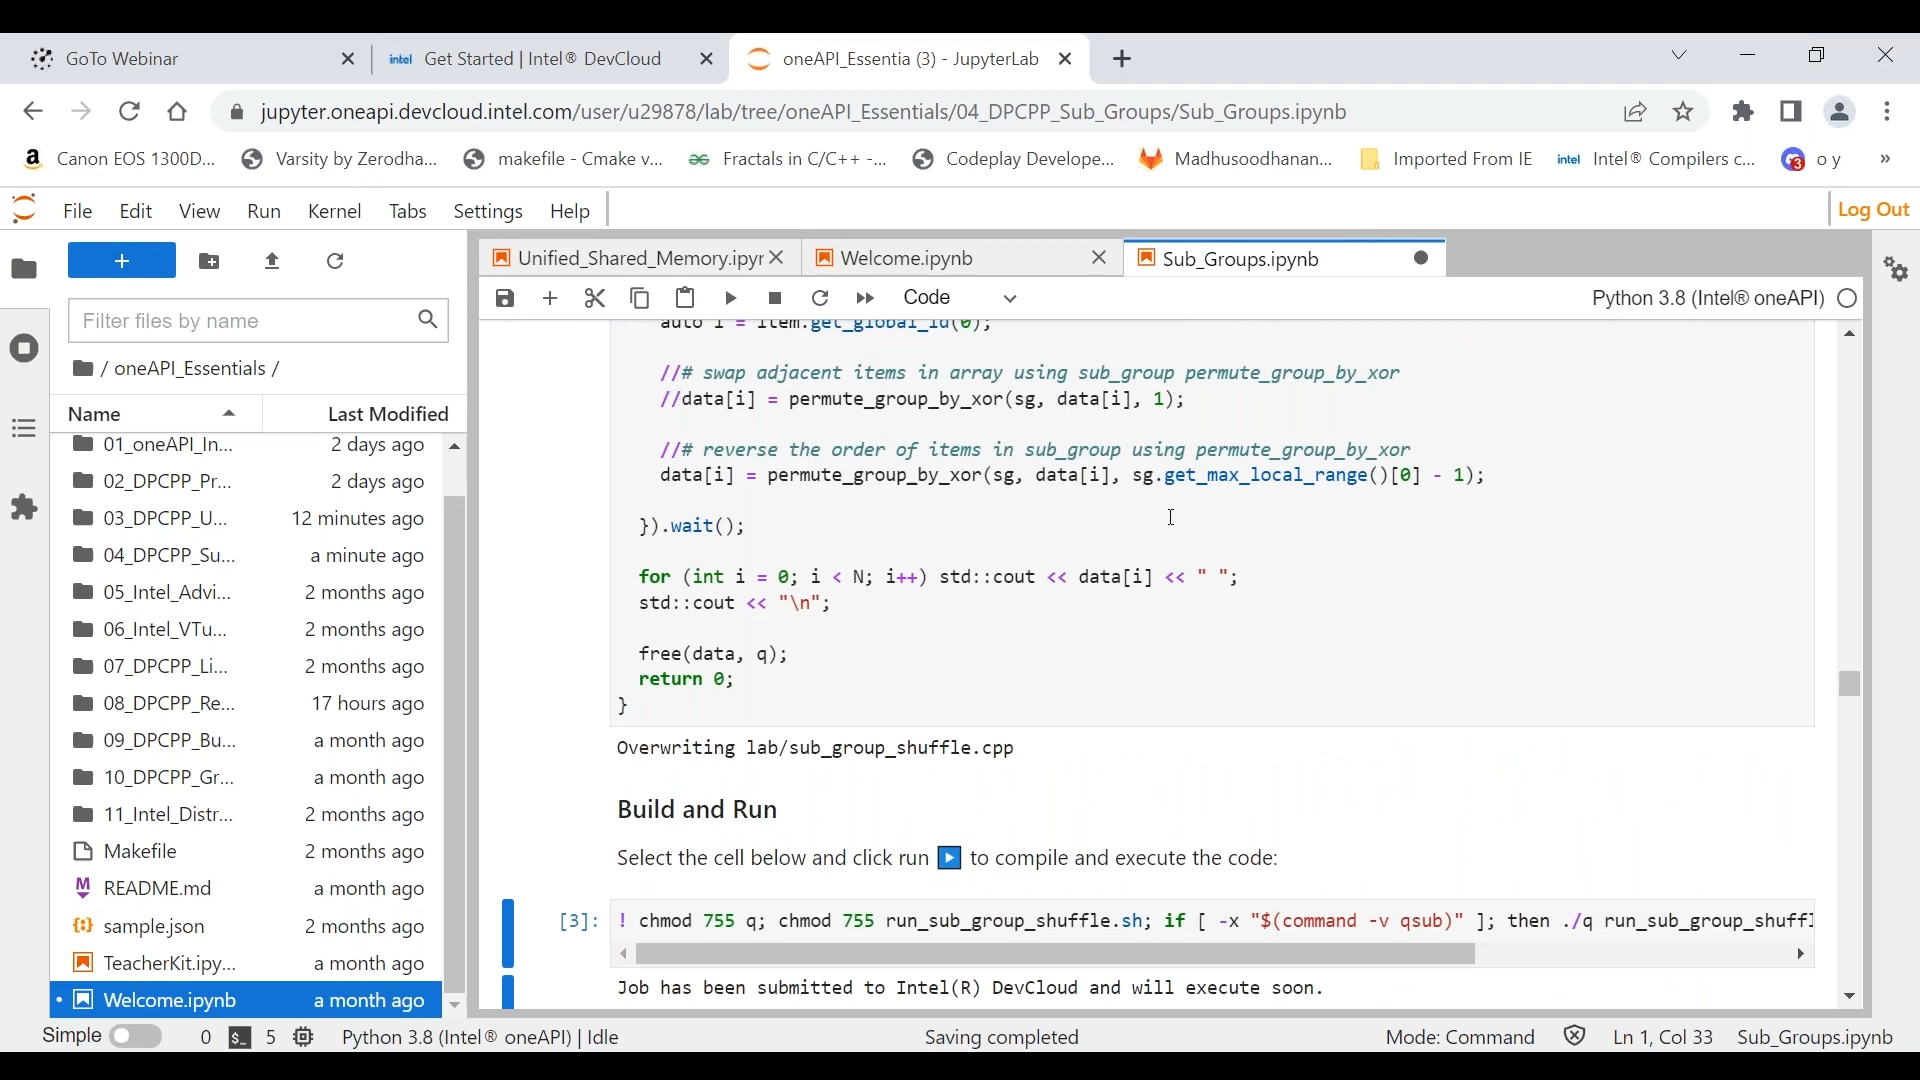 GoTo Webinar
intel Get Started | Intel® DevCloud
oneAPI_Essentia (3) - JupyterLab
jupyter.oneapi.devcloud.intel.com/user/u29878/lab/tree/oneAPI_Essentials/04_DPCPP_Sub_Groups/Sub_Groups.ipynb
Canon EOS 1300D... Varsity by Zerodha... makefile - Cmake v... Fractals in C/C++ -... Codeplay Develope... Madhusoodhanan... Imported From IE intel Intel® Compilers c... 3 o y »
File Edit View Run Kernel Tabs Settings Help Log Out
Unified_Shared_Memory.ipyr Welcome.ipynb Sub_Groups.ipynb
Code Python 3.8 (Intel® oneAPI)
Filter files by name
/ oneAPI_Essentials /
Name Last Modified
01_oneAPI_In... 2 days ago
02_DPCPP_Pr... 2 days ago
03_DPCPP_U... 12 minutes ago
04_DPCPP_Su... a minute ago
05_Intel_Advi... 2 months ago
06_Intel_VTu... 2 months ago
07_DPCPP_Li... 2 months ago
08_DPCPP_Re... 17 hours ago
09_DPCPP_Bu... a month ago
10_DPCPP_Gr... a month ago
11_Intel_Distr... 2 months ago
Makefile 2 months ago
README.md a month ago
sample.json 2 months ago
TeacherKit.ipy... a month ago
Welcome.ipynb a month ago
auto i = item.get_global_id(0);
//# swap adjacent items in array using sub_group permute_group_by_xor
//data[i] = permute_group_by_xor(sg, data[i], 1);
//# reverse the order of items in sub_group using permute_group_by_xor
data[i] = permute_group_by_xor(sg, data[i], sg.get_max_local_range()[0] - 1);
}).wait();
for (int i = 0; i < N; i++) std::cout << data[i] << " ";
std::cout << "\n";
free(data, q);
return 0;
}
Overwriting lab/sub_group_shuffle.cpp
Build and Run
Select the cell below and click run to compile and execute the code:
[3]: ! chmod 755 q; chmod 755 run_sub_group_shuffle.sh; if [ -x "$(command -v qsub)" ]; then ./q run_sub_group_shuffl
Job has been submitted to Intel(R) DevCloud and will execute soon.
Simple 0 $_ 5 Python 3.8 (Intel® oneAPI) | Idle Saving completed Mode: Command Ln 1, Col 33 Sub_Groups.ipynb